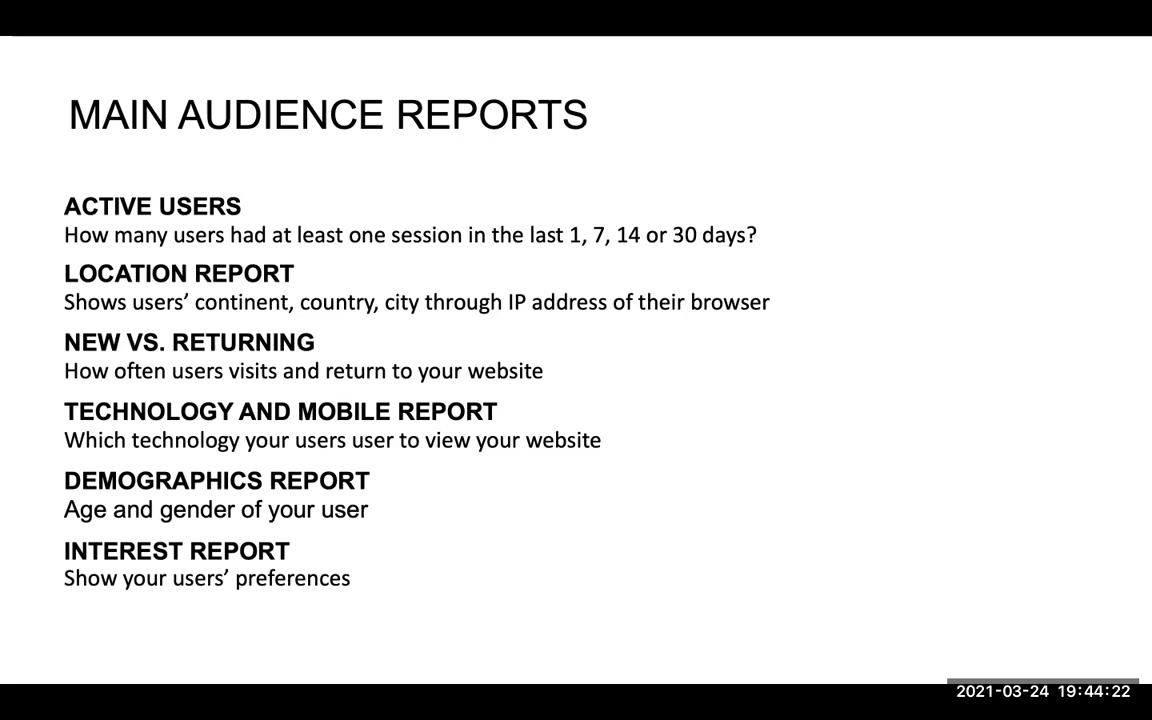 MAIN AUDIENCE REPORTS
ACTIVE USERS
How many users had at least one session in the last 1, 7, 14 or 30 days?
LOCATION REPORT
Shows users’ continent, country, city through IP address of their browser
NEW VS. RETURNING
How often users visits and return to your website
TECHNOLOGY AND MOBILE REPORT
Which technology your users user to view your website
DEMOGRAPHICS REPORT
Age and gender of your user
INTEREST REPORT
Show your users’ preferences
2021-03-24 19:44:22